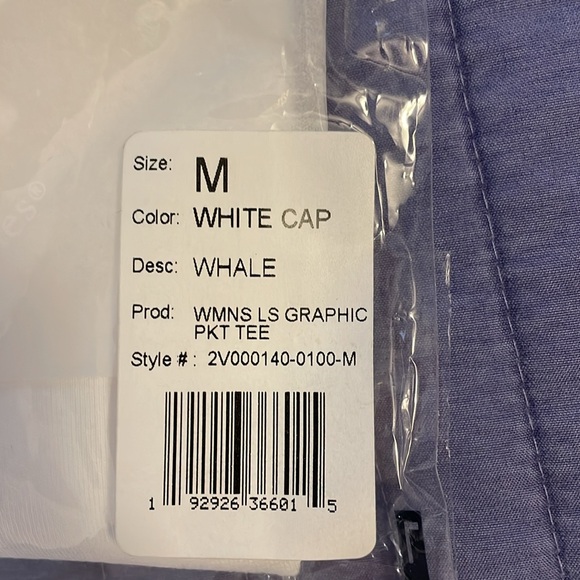 Size: M
Color: WHITE CAP
Desc: WHALE
Prod: WMNS LS GRAPHIC
PKT TEE
Style #: 2V000140-0100-M
1 92926 36601 5